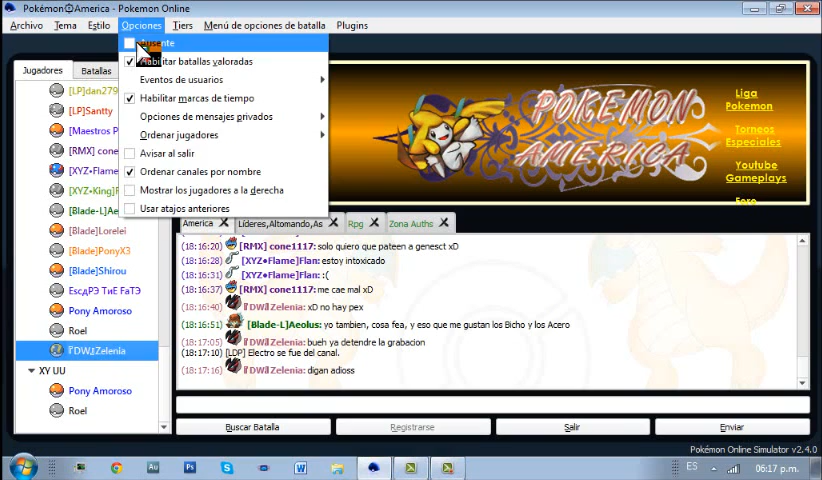 Pokémon☮America - Pokemon Online
Archivo Tema Estilo Opciones Tiers Menú de opciones de batalla Plugins
Habilitar batallas valoradas
Eventos de usuarios
Habilitar marcas de tiempo
Opciones de mensajes privados
Ordenar jugadores
Avisar al salir
Ordenar canales por nombre
Mostrar los jugadores a la derecha
Usar atajos anteriores
Jugadores Batallas
[LP]dan279
[LP]Santty
[Maestros P
[RMX] cone
[XYZ•Flame
[XYZ•King]F
[Blade-L]Ae
[Blade]Lorelei
[Blade]PonyX3
[Blade]Shirou
Pony Amoroso
Roel
『DW』Zelenia
XY UU
Pony Amoroso
Roel
POKEMON
AMERICA
Liga
Pokemon
Torneos
Especiales
Youtube
Gameplays
Foro
America Líderes,Altomando,As Rpg Zona Auths
(18:16:20) [RMX] cone1117: solo quiero que pateen a genesct xD
(18:16:28) [XYZ•Flame]Flan: estoy intoxicado
(18:16:31) [XYZ•Flame]Flan: :(
(18:16:37) [RMX] cone1117: me cae mal xD
(18:16:40) 『DW』Zelenia: xD no hay pex
(18:16:51) [Blade-L]Aeolus: yo tambien, cosa fea, y eso que me gustan los Bicho y los Acero
(18:17:05) 『DW』Zelenia: bueh ya detendre la grabacion
(18:17:10) [LDP] Electro se fue del canal.
(18:17:16) 『DW』Zelenia: digan adioss
Buscar Batalla Registrarse Salir Enviar
Pokémon Online Simulator v2.4.0
Au Ps W ES 06:17 p.m.